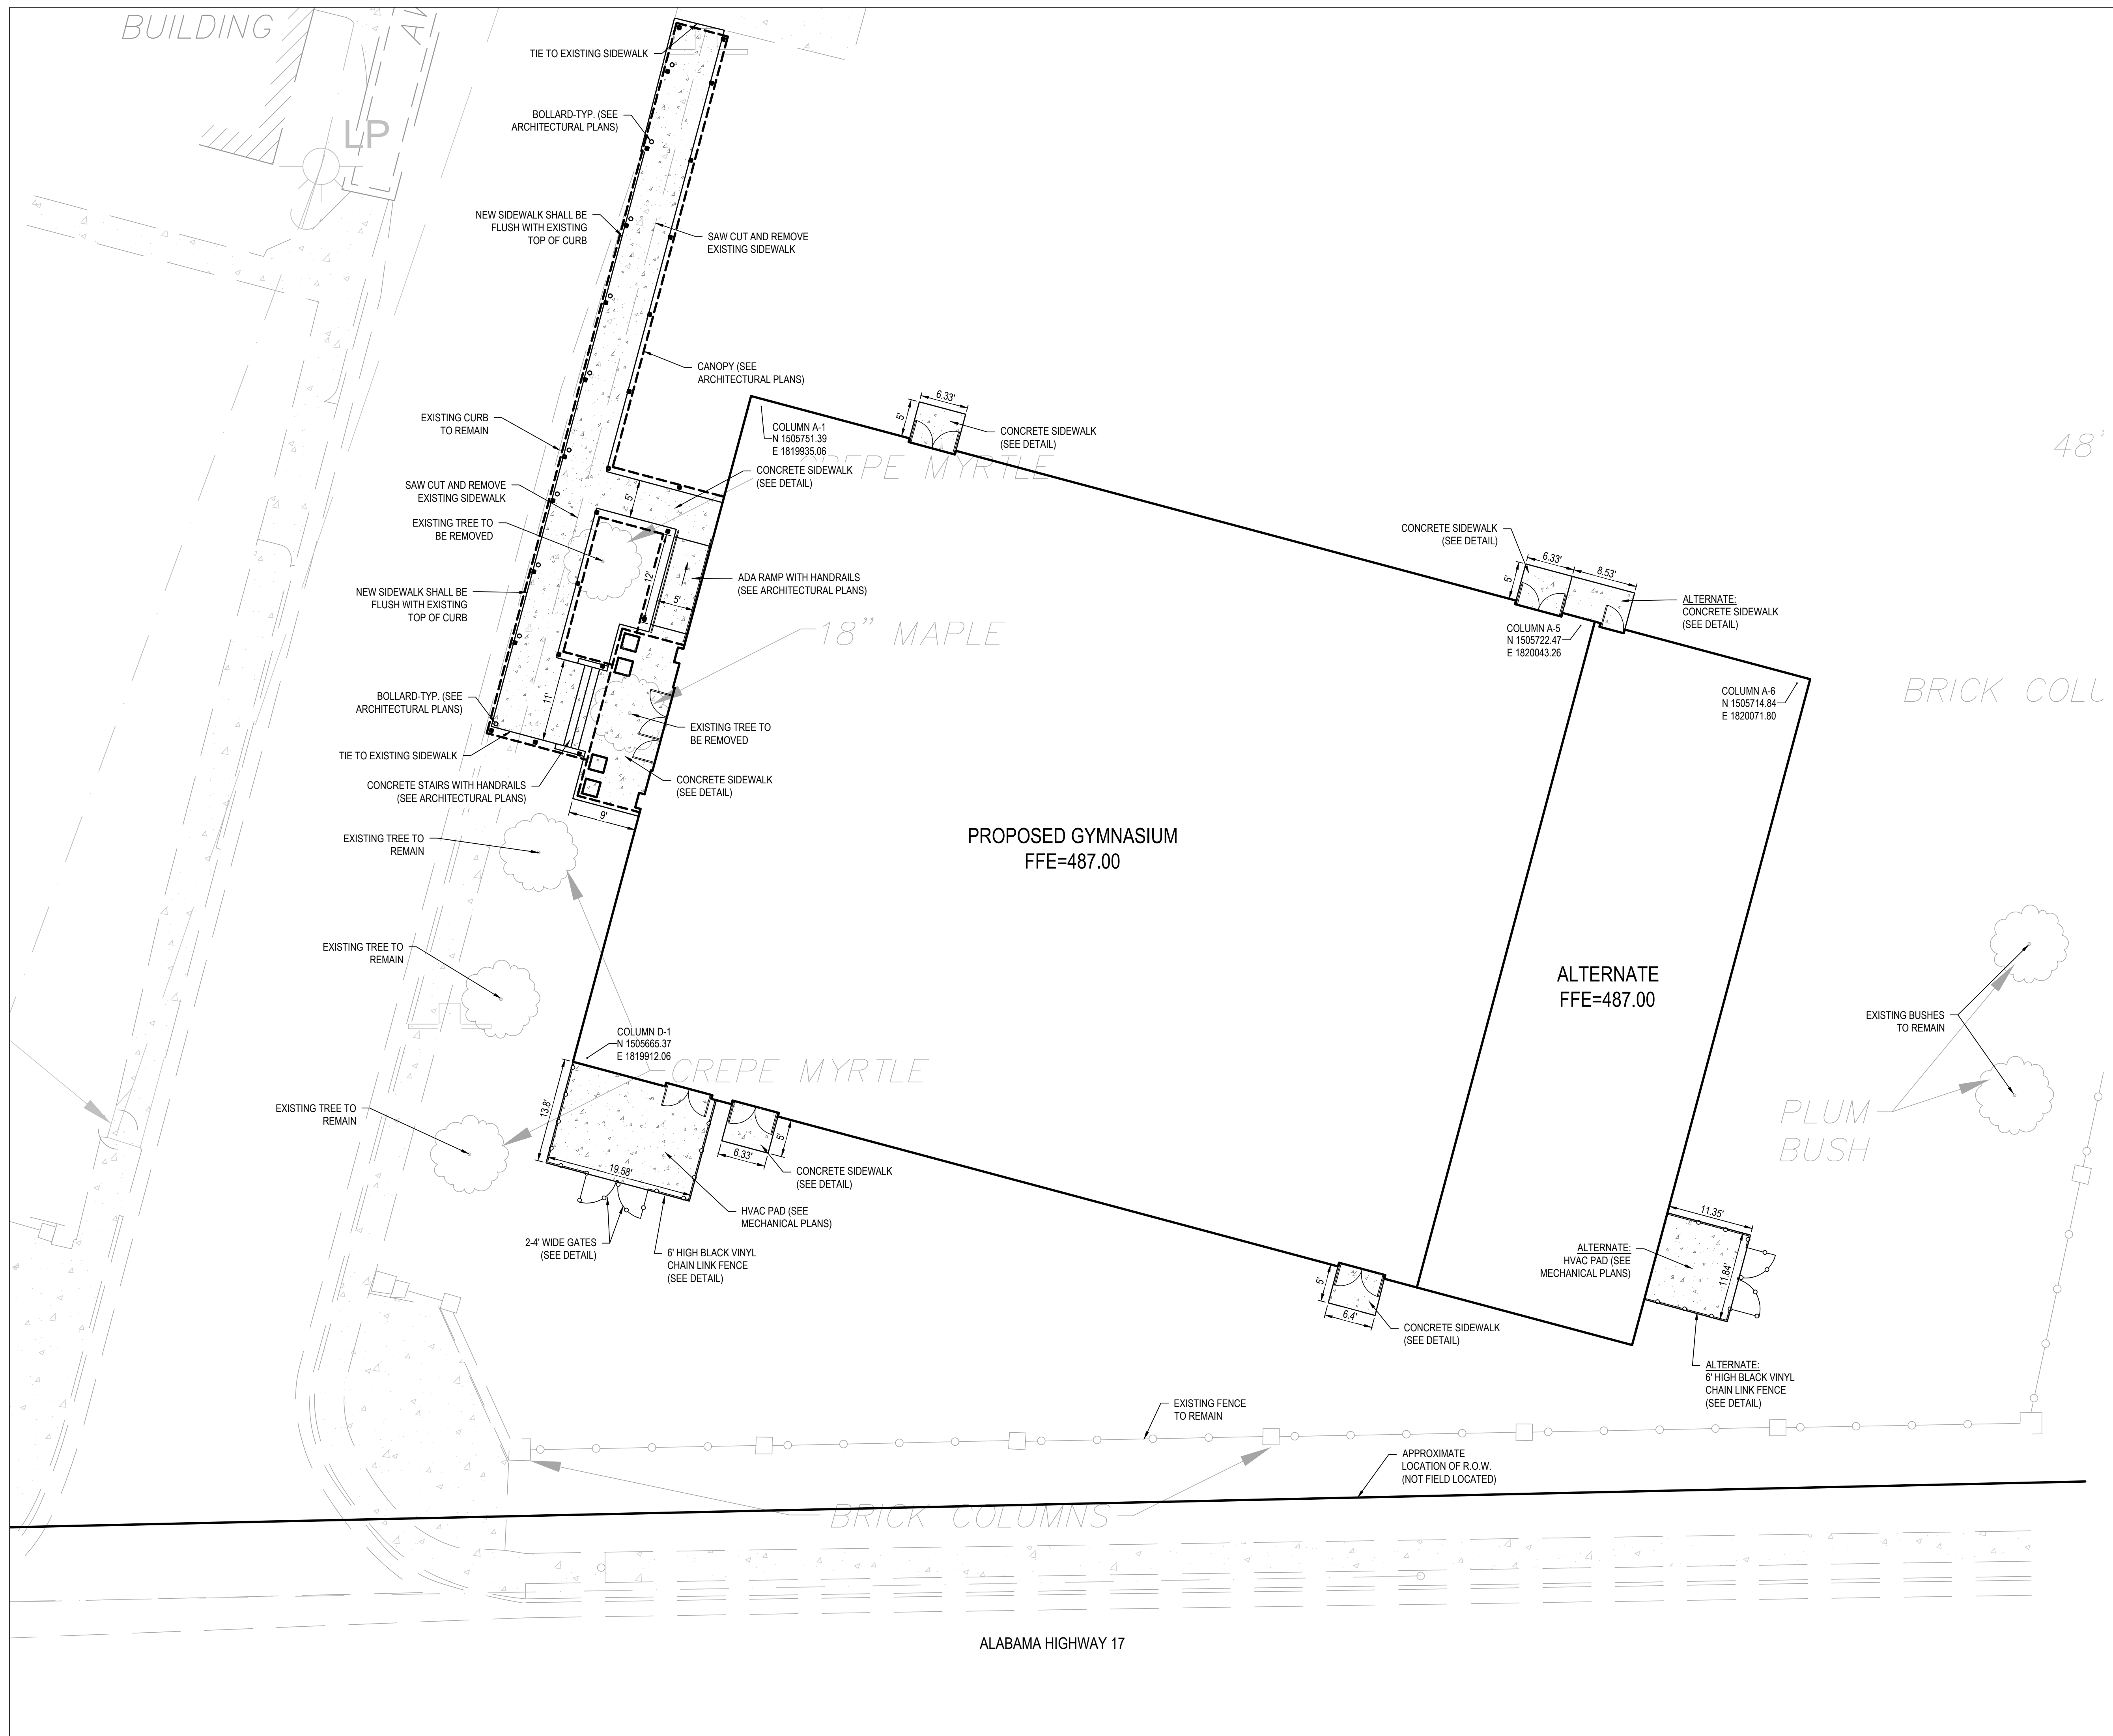 BUILDING
LP
TIE TO EXISTING SIDEWALK
BOLLARD-TYP. (SEE
ARCHITECTURAL PLANS)
NEW SIDEWALK SHALL BE
FLUSH WITH EXISTING
TOP OF CURB
SAW CUT AND REMOVE
EXISTING SIDEWALK
CANOPY (SEE
ARCHITECTURAL PLANS)
EXISTING CURB
TO REMAIN
COLUMN A-1
N 1505751.39
E 1819935.06
CREPE MYRTLE
6.33'
5'
CONCRETE SIDEWALK
(SEE DETAIL)
48"
CONCRETE SIDEWALK
(SEE DETAIL)
SAW CUT AND REMOVE
EXISTING SIDEWALK
5'
EXISTING TREE TO
BE REMOVED
CONCRETE SIDEWALK
(SEE DETAIL)
6.33'
8.53'
5'
12'
5'
ADA RAMP WITH HANDRAILS
(SEE ARCHITECTURAL PLANS)
NEW SIDEWALK SHALL BE
FLUSH WITH EXISTING
TOP OF CURB
ALTERNATE:
CONCRETE SIDEWALK
(SEE DETAIL)
18" MAPLE
COLUMN A-5
N 1505722.47
E 1820043.26
BOLLARD-TYP. (SEE
ARCHITECTURAL PLANS)
11'
COLUMN A-6
N 1505714.84
E 1820071.80
BRICK COLU
EXISTING TREE TO
BE REMOVED
TIE TO EXISTING SIDEWALK
CONCRETE STAIRS WITH HANDRAILS
(SEE ARCHITECTURAL PLANS)
CONCRETE SIDEWALK
(SEE DETAIL)
9'
EXISTING TREE TO
REMAIN
PROPOSED GYMNASIUM
FFE=487.00
EXISTING TREE TO
REMAIN
ALTERNATE
FFE=487.00
EXISTING BUSHES
TO REMAIN
COLUMN D-1
N 1505665.37
E 1819912.06
CREPE MYRTLE
EXISTING TREE TO
REMAIN
13.8'
19.58'
6.33'
5'
PLUM
BUSH
CONCRETE SIDEWALK
(SEE DETAIL)
HVAC PAD (SEE
MECHANICAL PLANS)
2-4' WIDE GATES
(SEE DETAIL)
6' HIGH BLACK VINYL
CHAIN LINK FENCE
(SEE DETAIL)
11.35'
11.84'
ALTERNATE:
HVAC PAD (SEE
MECHANICAL PLANS)
5'
6.4'
CONCRETE SIDEWALK
(SEE DETAIL)
ALTERNATE:
6' HIGH BLACK VINYL
CHAIN LINK FENCE
(SEE DETAIL)
EXISTING FENCE
TO REMAIN
APPROXIMATE
LOCATION OF R.O.W.
(NOT FIELD LOCATED)
BRICK COLUMNS
ALABAMA HIGHWAY 17